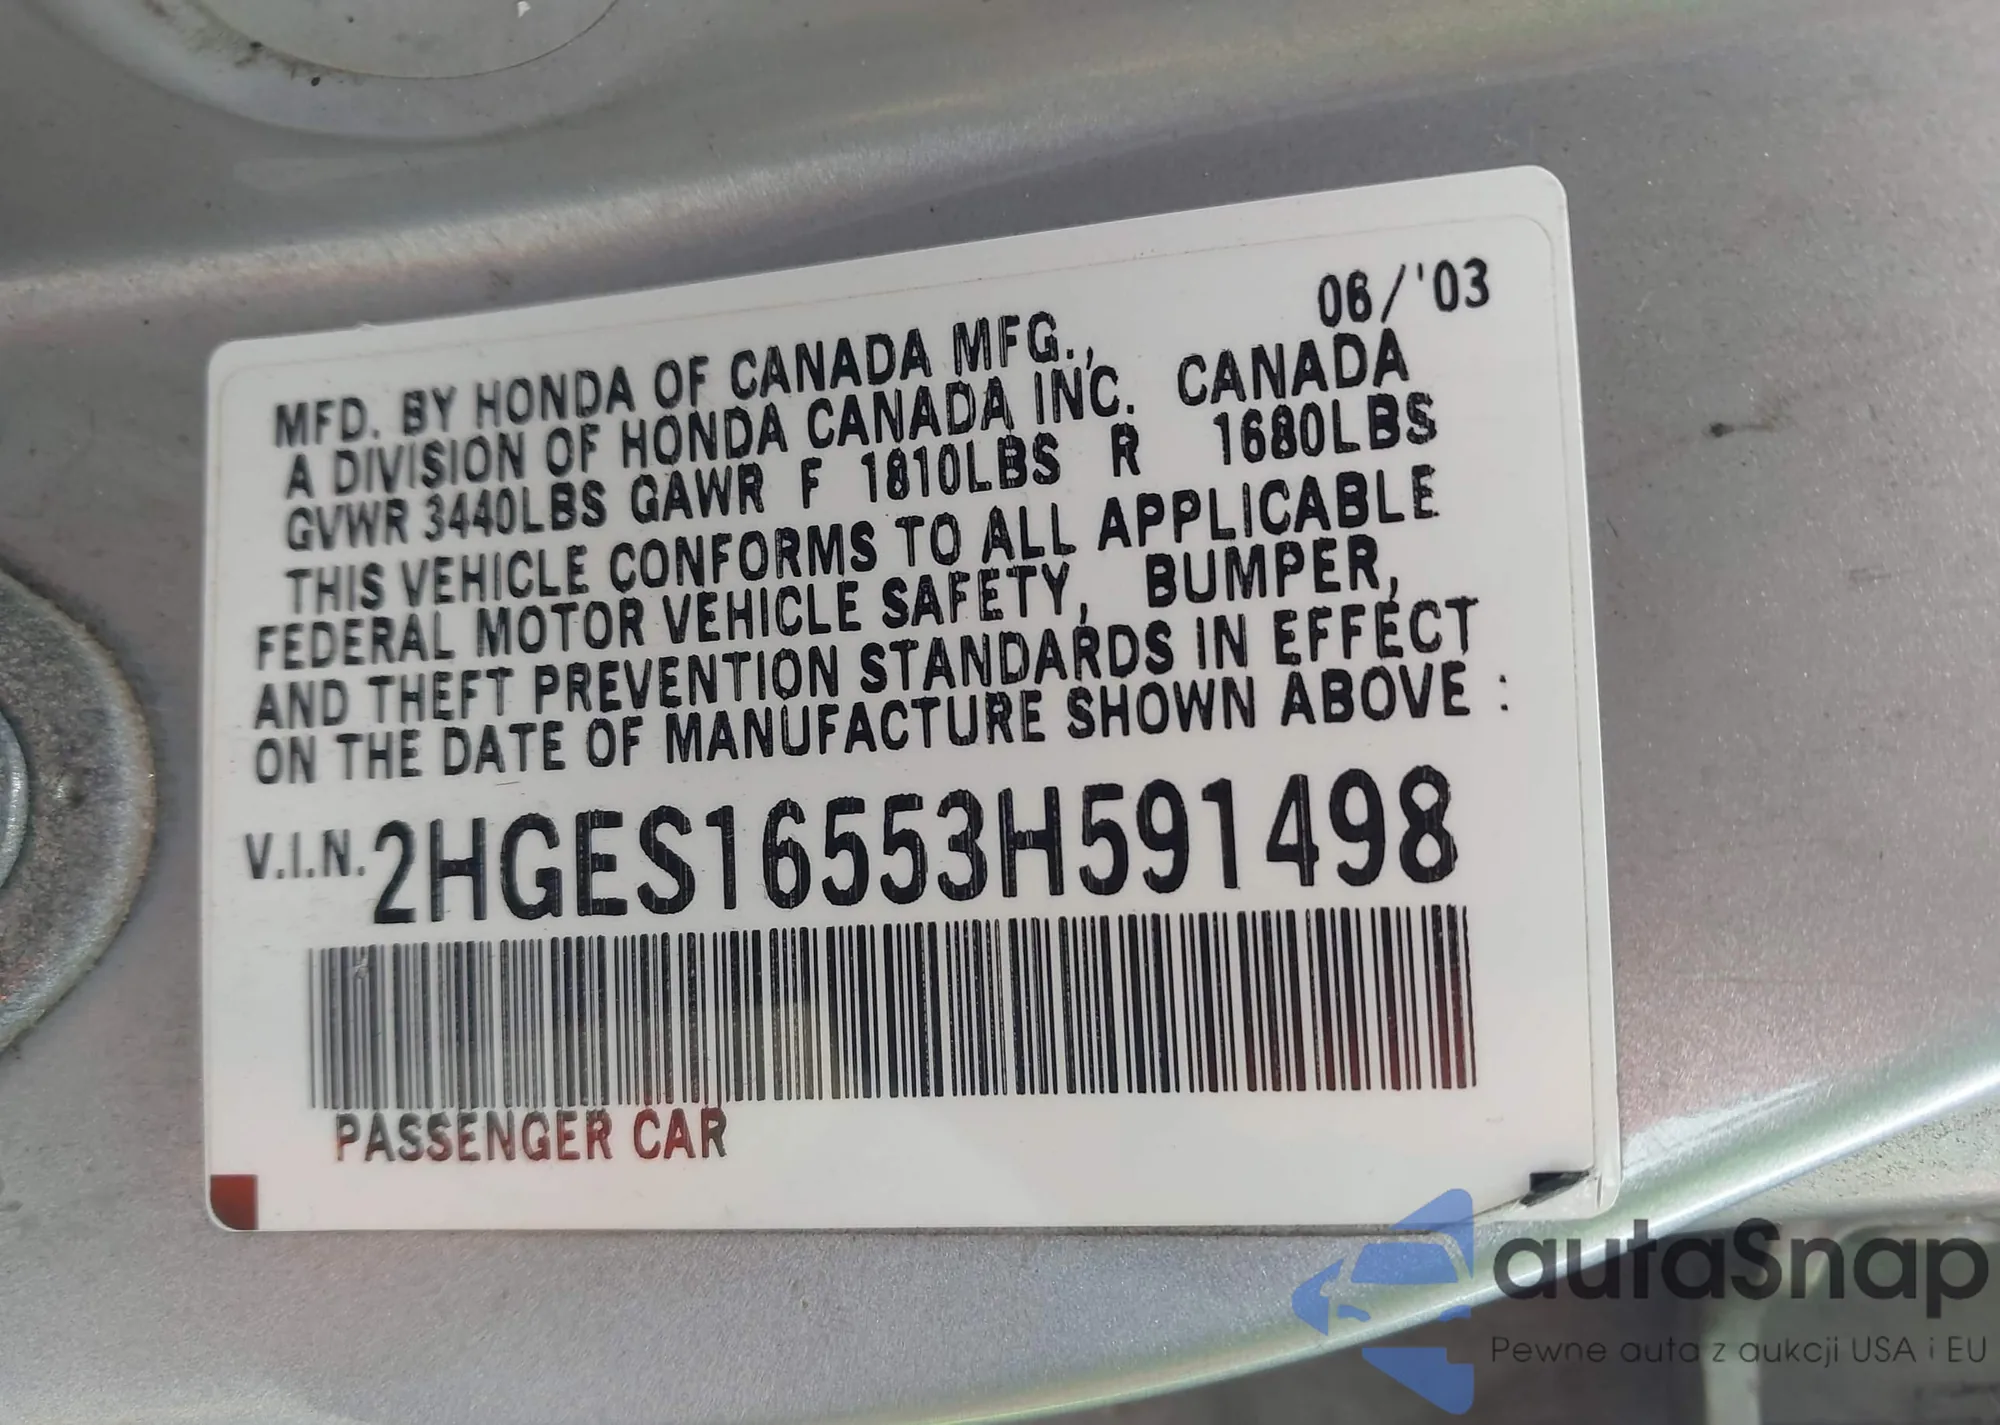 06/'03
MFD. BY HONDA OF CANADA MFG.,
A DIVISION OF HONDA CANADA INC. CANADA
GVWR 3440LBS GAWR F 1810LBS R 1680LBS
THIS VEHICLE CONFORMS TO ALL APPLICABLE
FEDERAL MOTOR VEHICLE SAFETY, BUMPER,
AND THEFT PREVENTION STANDARDS IN EFFECT
ON THE DATE OF MANUFACTURE SHOWN ABOVE :
V.I.N. 2HGES16553H591498
PASSENGER CAR
autaSnap
Pewne auta z aukcji USA i EU